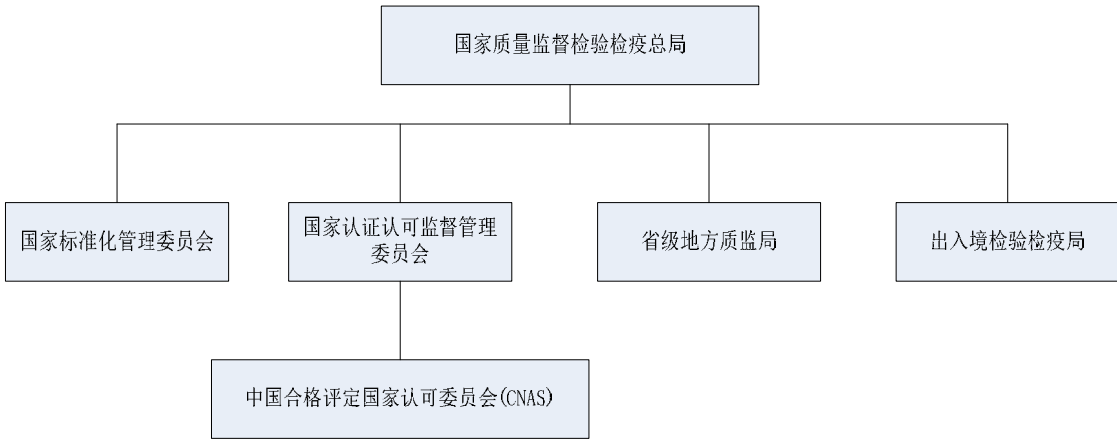 国家质量监督检验检疫总局
国家标准化管理委员会
国家认证认可监督管理
委员会
省级地方质监局
出入境检验检疫局
中国合格评定国家认可委员会(CNAS)